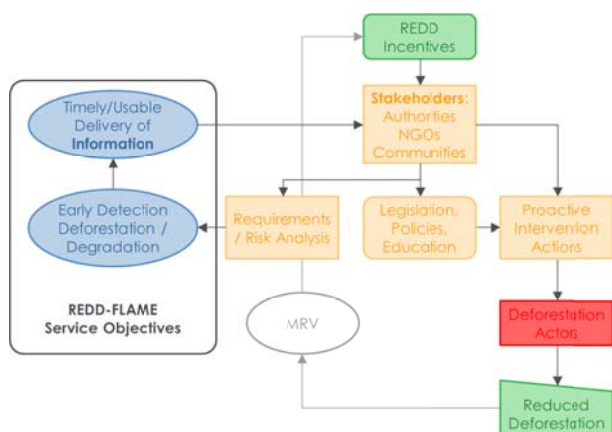 REDD
Incentives
Timely/Usable
Delivery of
Information
Stakeholders:
Authorties
NGOs
Communities
Early Detection
Deforestation /
Degradation
Requirements
/ Risk Analysis
Legislation,
Policies,
Education
Proactive
Intervention
Actions
REDD-FLAME
Service Objectives
MRV
Deforestation
Actors
Reduced
Deforestation